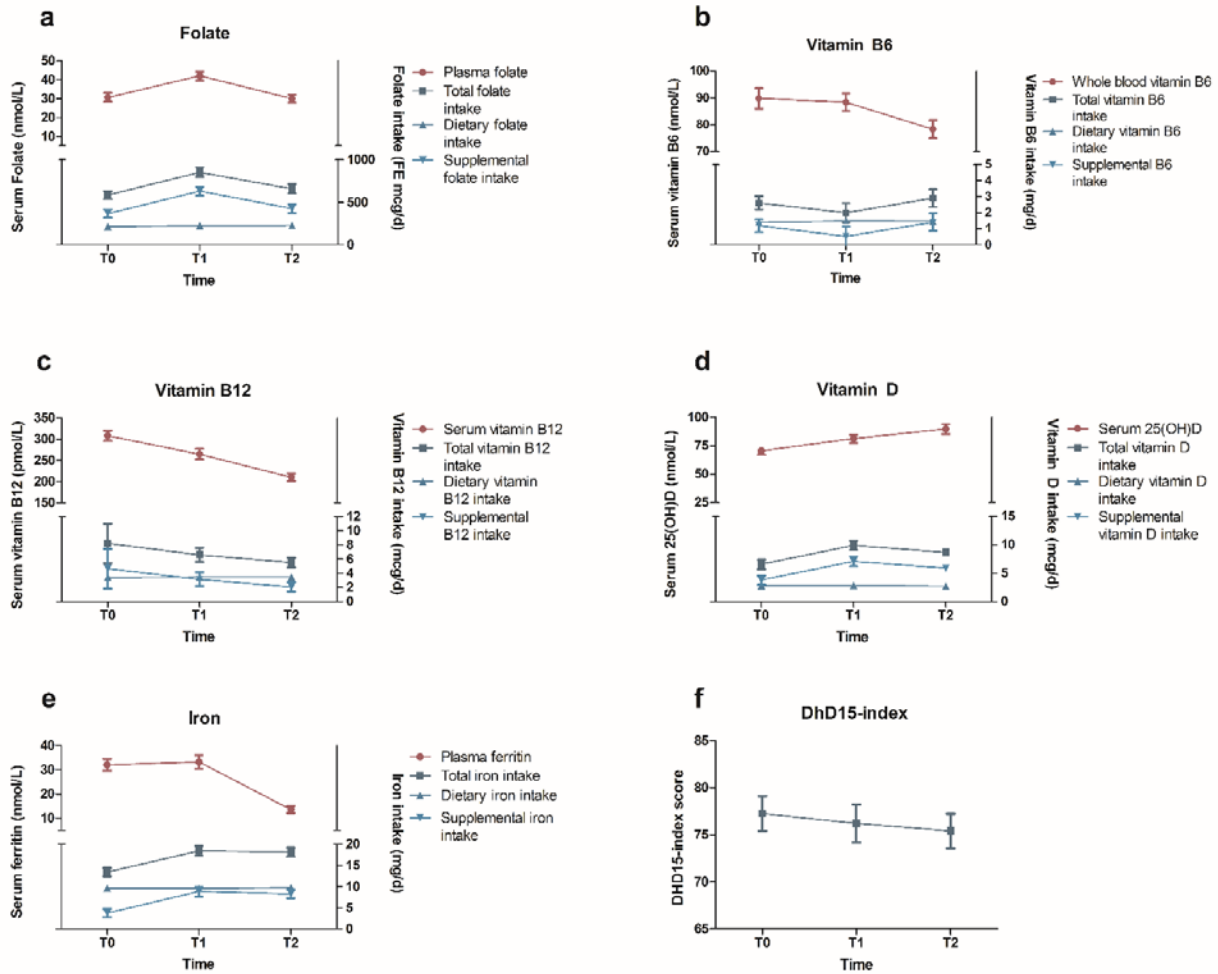 a
Folate
Serum Folate (nmol/L)
50
40
30
20
10
1000
500
0
Folate intake (FE mcg/d)
T0 T1 T2
Time
Plasma folate
Total folate
intake
Dietary folate
intake
Supplemental
folate intake
b
Vitamin B6
Serum vitamin B6 (nmol/L)
100
90
80
70
5
4
3
2
1
0
Vitamin B6 intake (mg/d)
T0 T1 T2
Time
Whole blood vitamin B6
Total vitamin B6
intake
Dietary vitamin B6
intake
Supplemental B6
intake
c
Vitamin B12
Serum vitamin B12 (pmol/L)
350
300
250
200
150
12
10
8
6
4
2
0
Vitamin B12 intake (mcg/d)
T0 T1 T2
Time
Serum vitamin B12
Total vitamin B12
intake
Dietary vitamin
B12 intake
Supplemental
B12 intake
d
Vitamin D
Serum 25(OH)D (nmol/L)
100
75
50
25
15
10
5
0
Vitamin D intake (mcg/d)
T0 T1 T2
Time
Serum 25(OH)D
Total vitamin D
intake
Dietary vitamin D
intake
Supplemental
vitamin D intake
e
Iron
Serum ferritin (nmol/L)
40
30
20
10
20
15
10
5
0
Iron intake (mg/d)
T0 T1 T2
Time
Plasma ferritin
Total iron intake
Dietary iron intake
Supplemental iron
intake
f
DhD15-index
DHD15-index score
85
80
75
70
65
T0 T1 T2
Time